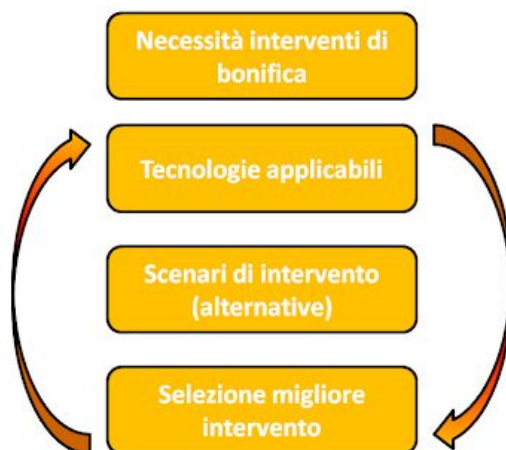 Necessità interventi di
bonifica
Tecnologie applicabili
Scenari di intervento
(alternative)
Selezione migliore
intervento